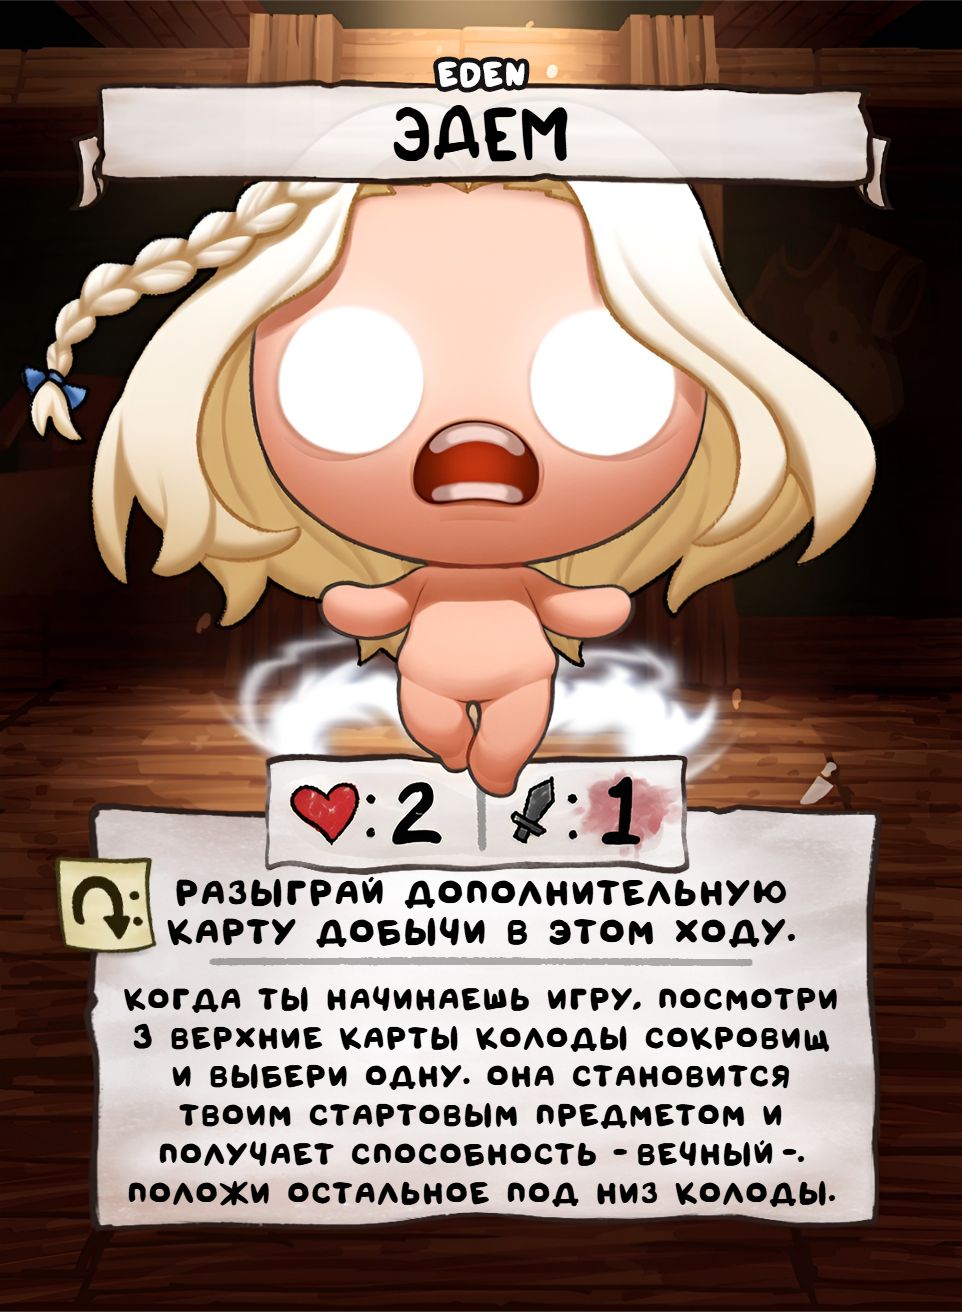 EDEN
ЭДЕМ
: 2 | : 1
РАЗЫГРАЙ ДОПОЛНИТЕЛЬНУЮ
КАРТУ ДОБЫЧИ В ЭТОМ ХОДУ.
КОГДА ТЫ НАЧИНАЕШЬ ИГРУ, ПОСМОТРИ
3 ВЕРХНИЕ КАРТЫ КОЛОДЫ СОКРОВИЩ
И ВЫБЕРИ ОДНУ. ОНА СТАНОВИТСЯ
ТВОИМ СТАРТОВЫМ ПРЕДМЕТОМ И
ПОЛУЧАЕТ СПОСОБНОСТЬ -ВЕЧНЫЙ-.
ПОЛОЖИ ОСТАЛЬНОЕ ПОД НИЗ КОЛОДЫ.